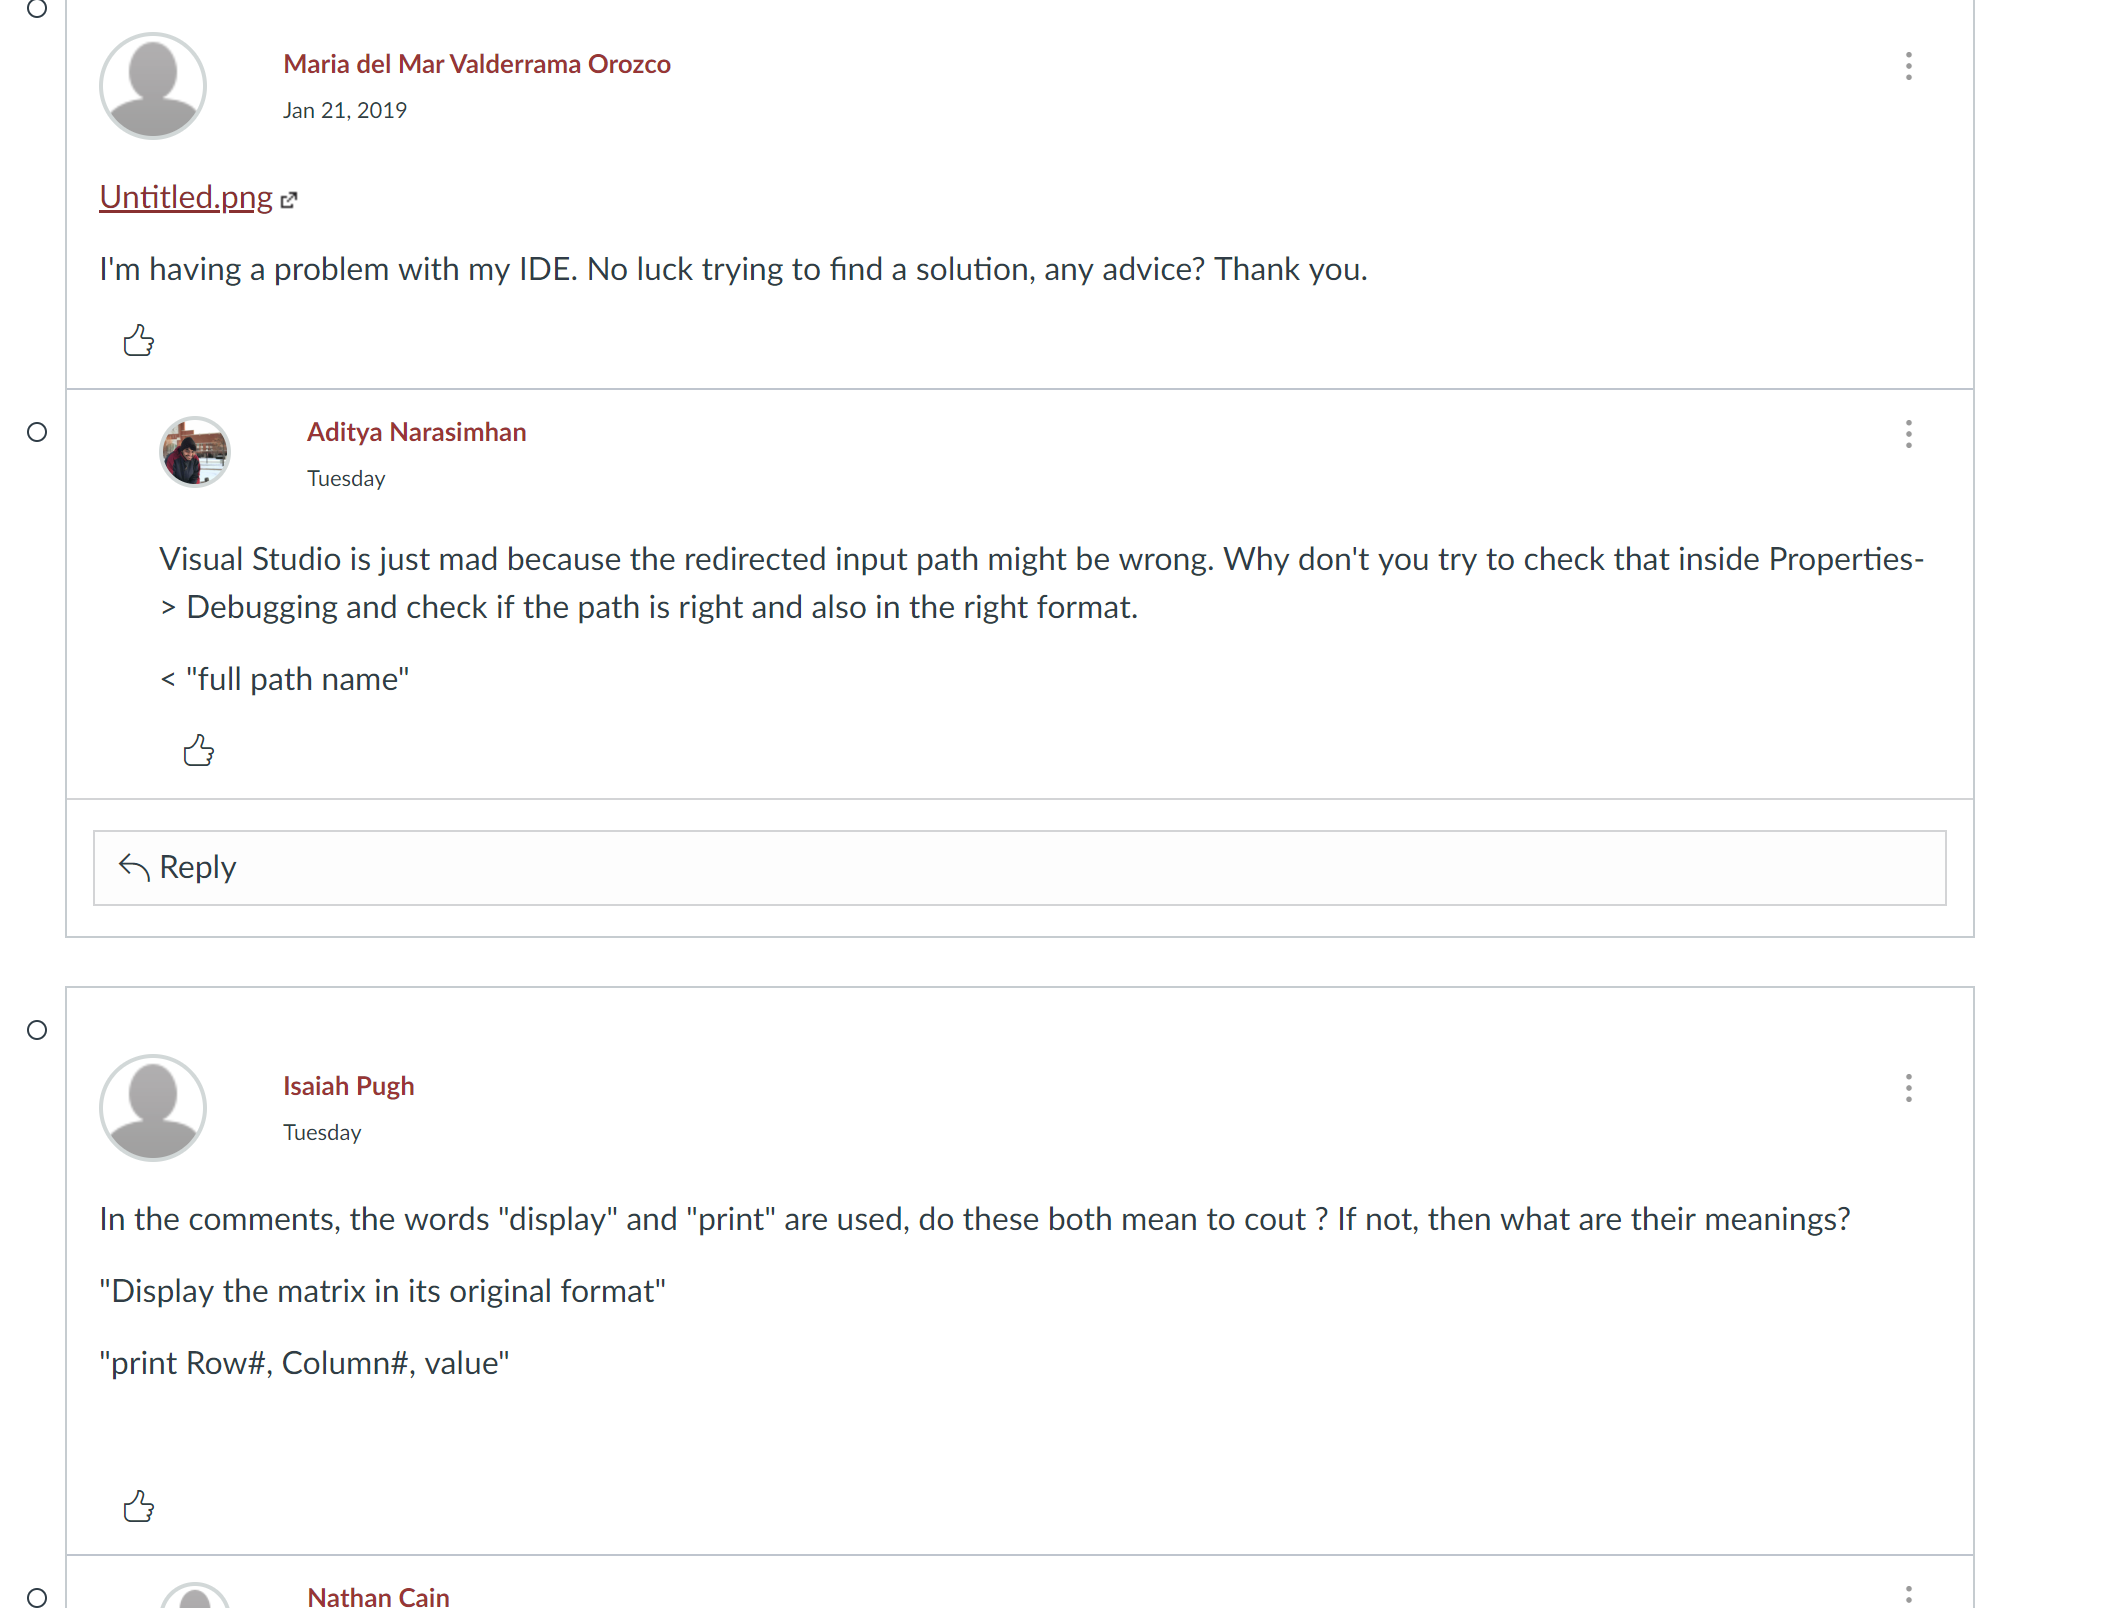 Maria del Mar Valderrama Orozco
Jan 21, 2019
Untitled.png
I'm having a problem with my IDE. No luck trying to find a solution, any advice? Thank you.
Aditya Narasimhan
Tuesday
Visual Studio is just mad because the redirected input path might be wrong. Why don't you try to check that inside Properties-
> Debugging and check if the path is right and also in the right format.
< "full path name"
Reply
Isaiah Pugh
Tuesday
In the comments, the words "display" and "print" are used, do these both mean to cout ? If not, then what are their meanings?
"Display the matrix in its original format"
"print Row#, Column#, value"
Nathan Cain